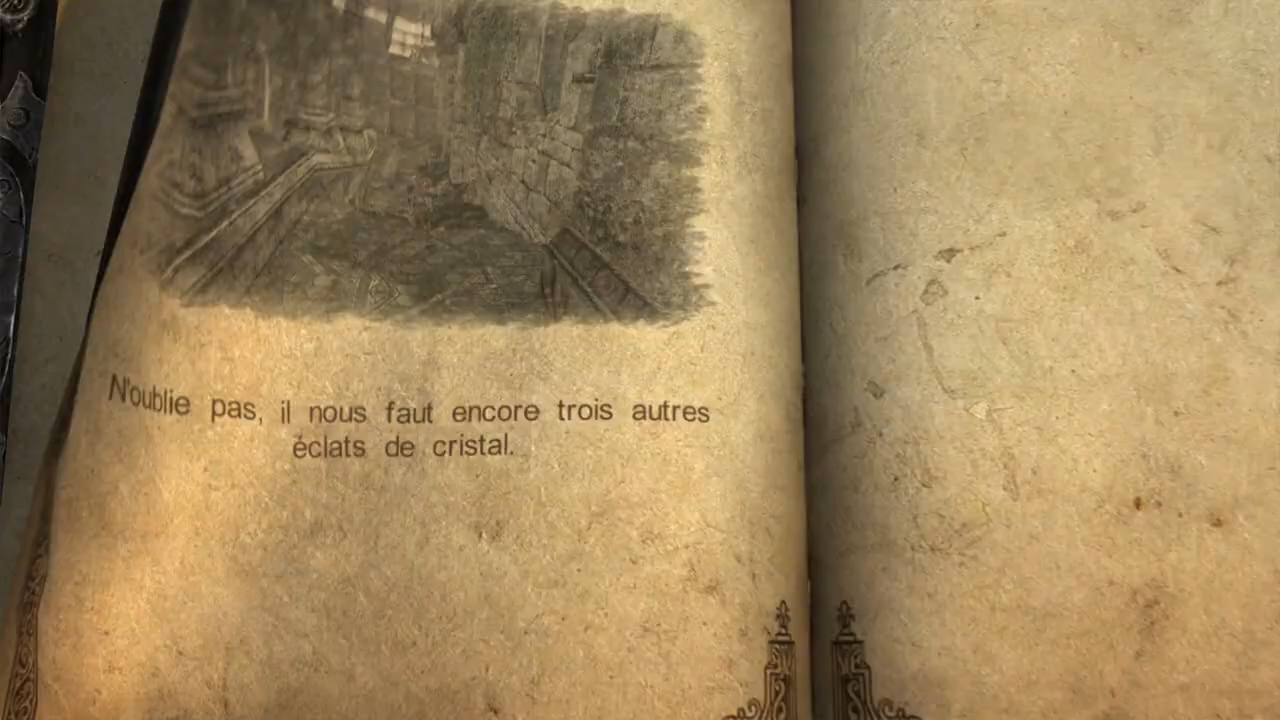 N'oublie pas, il nous faut encore trois autres
éclats de cristal.